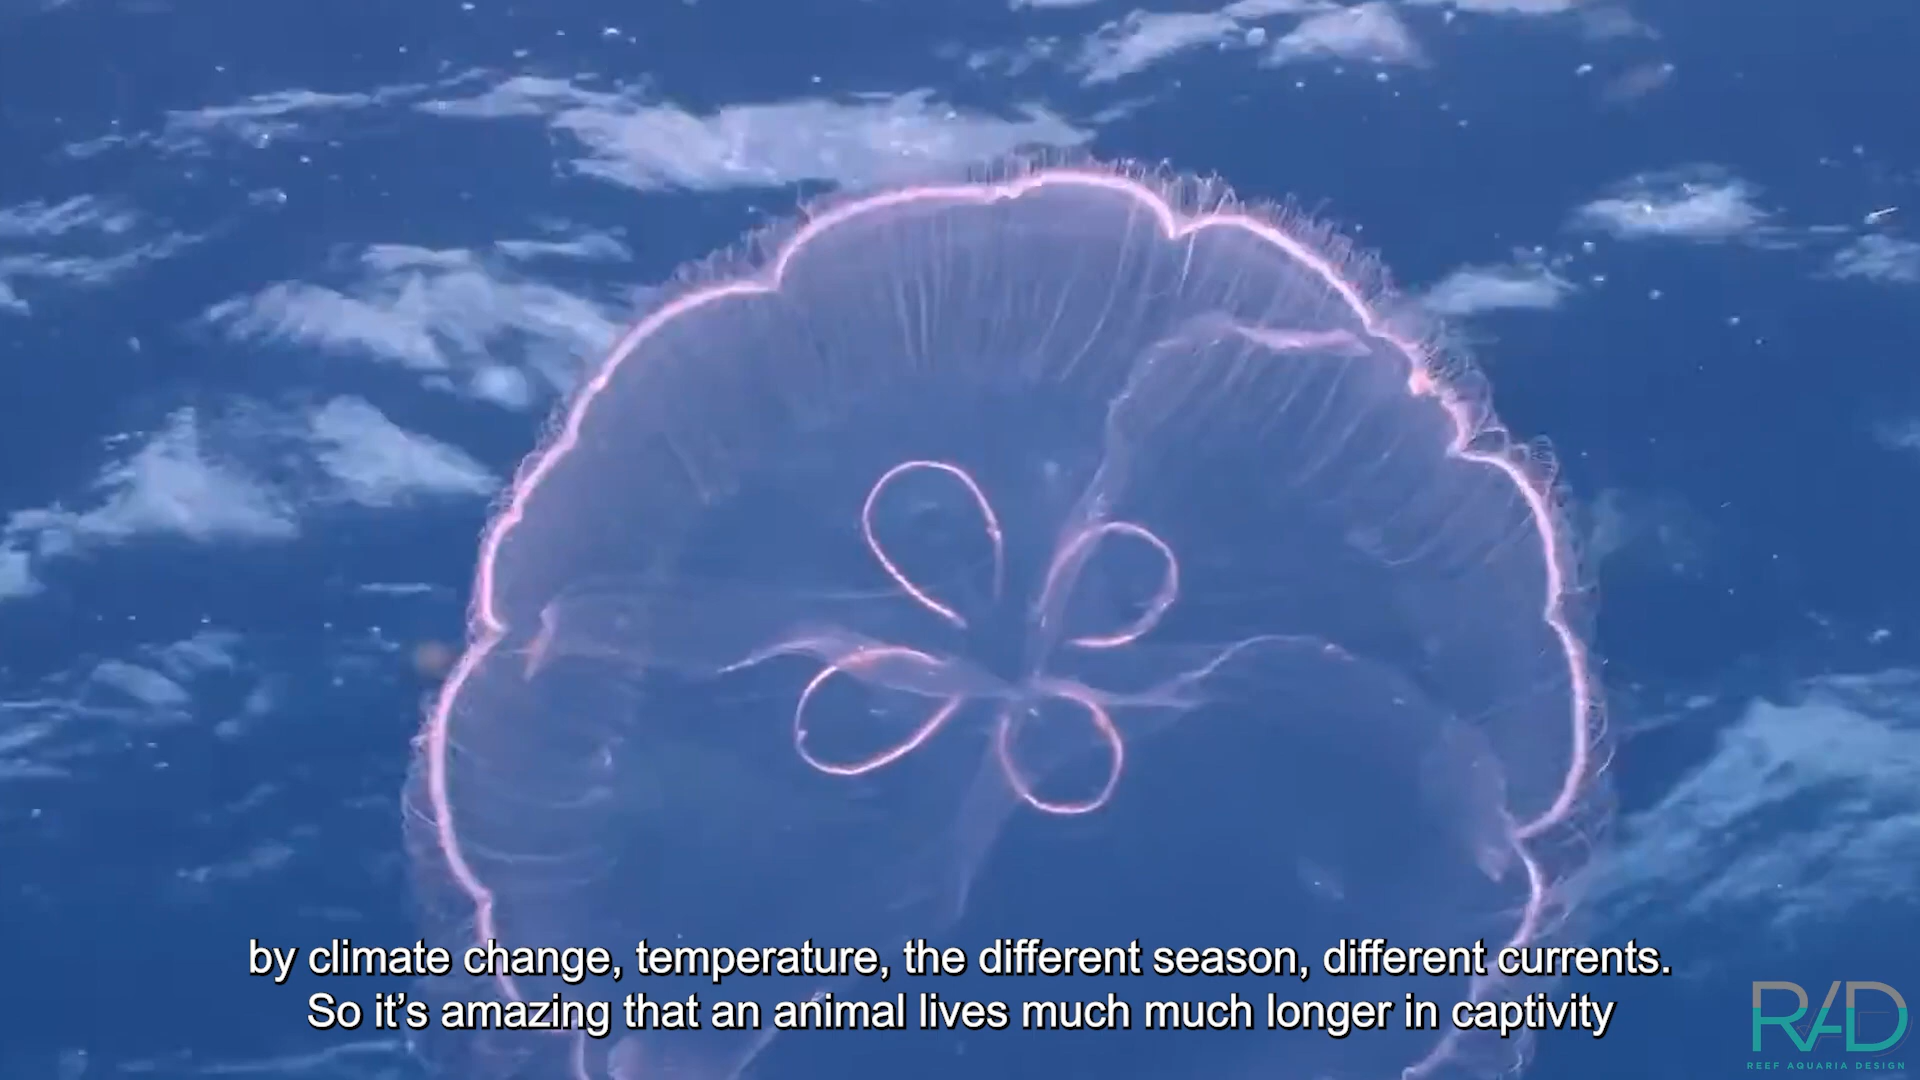 by climate change, temperature, the different season, different currents.
So it’s amazing that an animal lives much much longer in captivity
RAD
REEF AQUARIA DESIGN